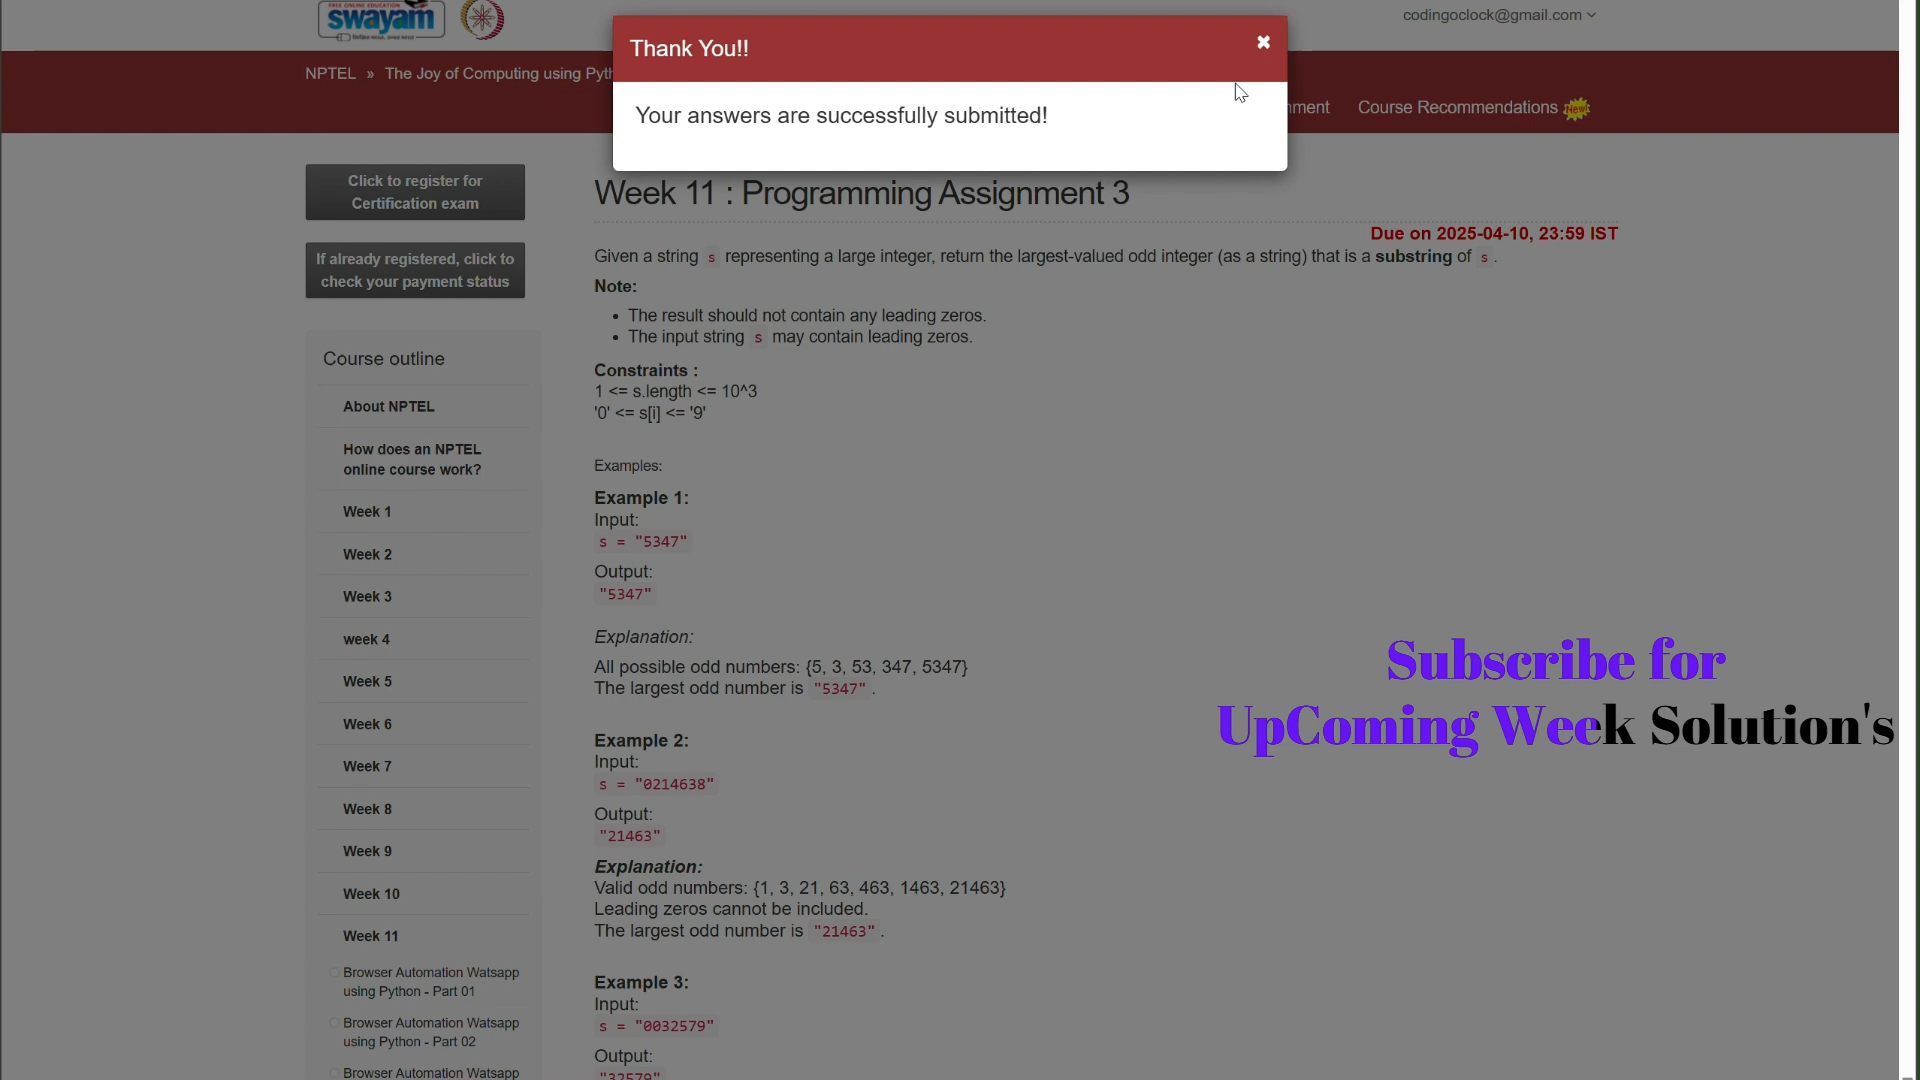 FREE ONLINE EDUCATION
swayam
codingoclock@gmail.com
Thank You!!
Your answers are successfully submitted!
NPTEL » The Joy of Computing using Pyth
nment Course Recommendations
Click to register for
Certification exam
If already registered, click to
check your payment status
Course outline
About NPTEL
How does an NPTEL
online course work?
Week 1
Week 2
Week 3
week 4
Week 5
Week 6
Week 7
Week 8
Week 9
Week 10
Week 11
Browser Automation Watsapp
using Python - Part 01
Browser Automation Watsapp
using Python - Part 02
Browser Automation Watsapp
Week 11 : Programming Assignment 3
Due on 2025-04-10, 23:59 IST
Given a string s representing a large integer, return the largest-valued odd integer (as a string) that is a substring of s .
Note:
• The result should not contain any leading zeros.
• The input string s may contain leading zeros.
Constraints :
1 <= s.length <= 10^3
'0' <= s[i] <= '9'
Examples:
Example 1:
Input:
s = "5347"
Output:
"5347"
Explanation:
All possible odd numbers: {5, 3, 53, 347, 5347}
The largest odd number is "5347" .
Example 2:
Input:
s = "0214638"
Output:
"21463"
Explanation:
Valid odd numbers: {1, 3, 21, 63, 463, 1463, 21463}
Leading zeros cannot be included.
The largest odd number is "21463" .
Example 3:
Input:
s = "0032579"
Output:
"32579"
Subscribe for
UpComing Week Solution's